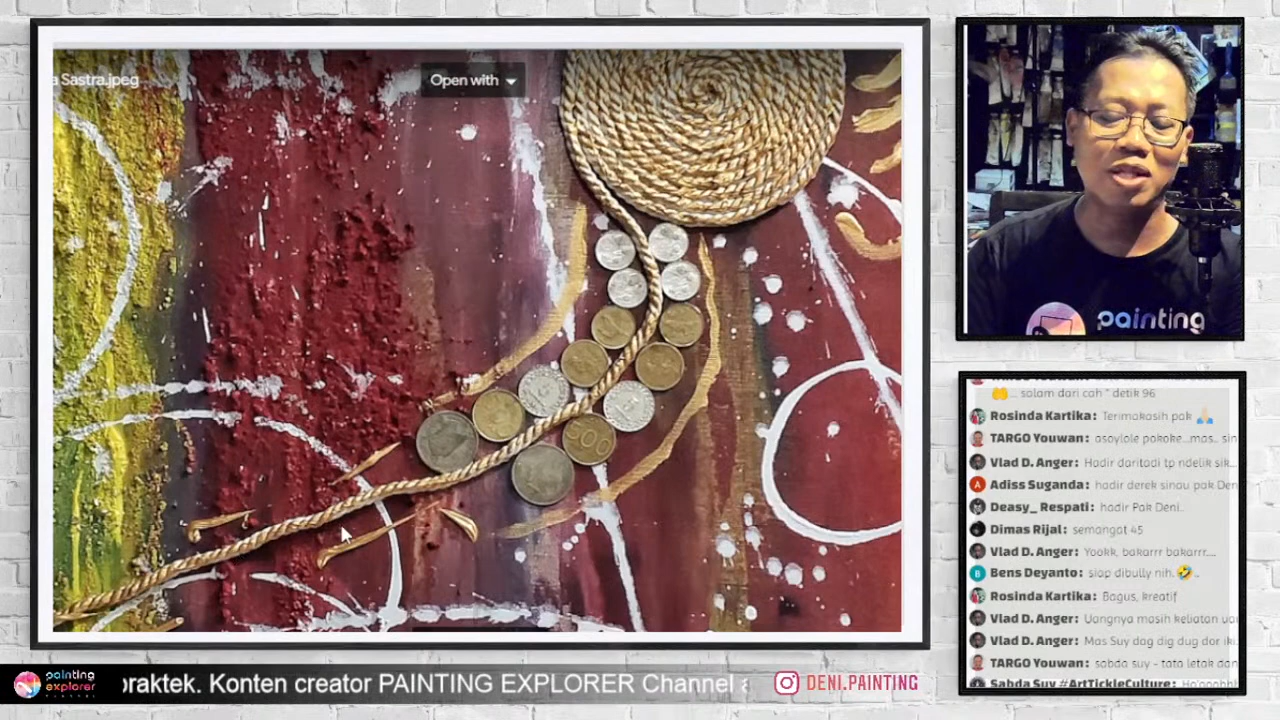 a Sastra.jpeg
Open with
500
painting
... salam dari cah " detik 96
Rosinda Kartika: Terimakasih pak
TARGO Youwan: asoylole pokoke...mas.. sin
Vlad D. Anger: Hadir daritadi tp ndelik sik...
A Adiss Suganda: hadir derek sinau pak Den
Deasy_ Respati: hadir Pak Deni..
Dimas Rijal: semangat 45
Vlad D. Anger: Yookk, bakarrr bakarrr....
B Bens Deyanto: siap dibully nih. ..
Rosinda Kartika: Bagus, kreatif
Vlad D. Anger: Uangnya masih keliatan uan
Vlad D. Anger: Mas Suy dag dig dug dor iki.
TARGO Youwan: sabda suy - tata letak dan
Sabda Suy #ArtTickleCulture:
painting
explorer
CHANNEL
praktek. Konten creator PAINTING EXPLORER Channel a
DENI.PAINTING